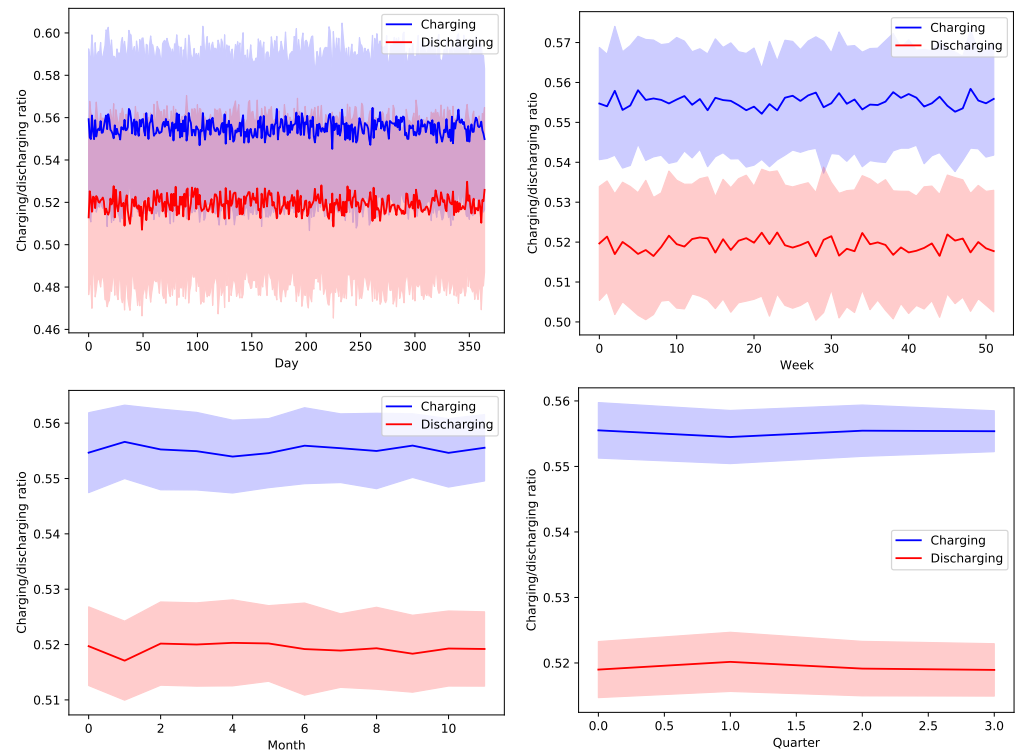 Charging/discharging ratio
0.60
0.58
0.56
0.54
0.52
0.50
0.48
0.46
0 50 100 150 200 250 300 350
Day
Charging
Discharging
Charging/discharging ratio
0.57
0.56
0.55
0.54
0.53
0.52
0.51
0.50
0 10 20 30 40 50
Week
Charging
Discharging
Charging/discharging ratio
0.56
0.55
0.54
0.53
0.52
0.51
0 2 4 6 8 10
Month
Charging
Discharging
Charging/discharging ratio
0.56
0.55
0.54
0.53
0.52
0.0 0.5 1.0 1.5 2.0 2.5 3.0
Quarter
Charging
Discharging